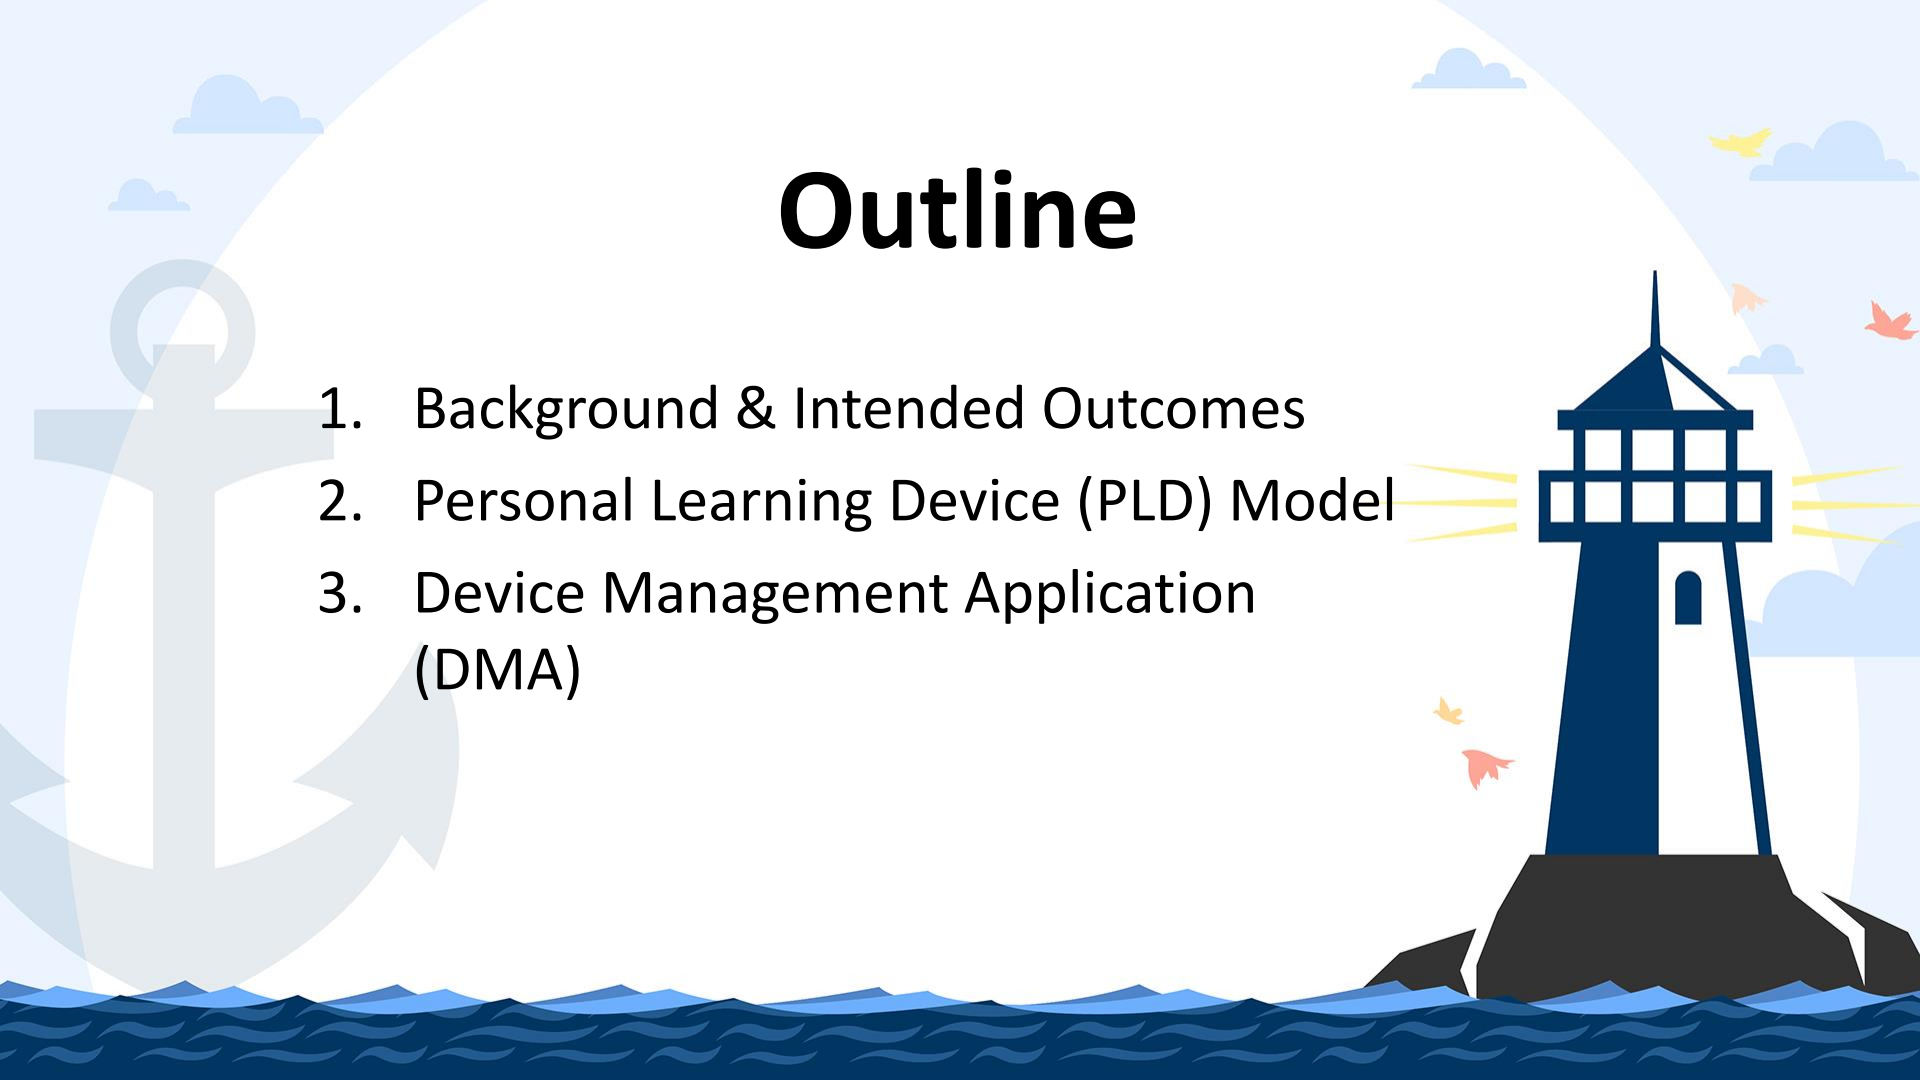 Outline
1. Background & Intended Outcomes
2. Personal Learning Device (PLD) Model
3. Device Management Application
(DMA)